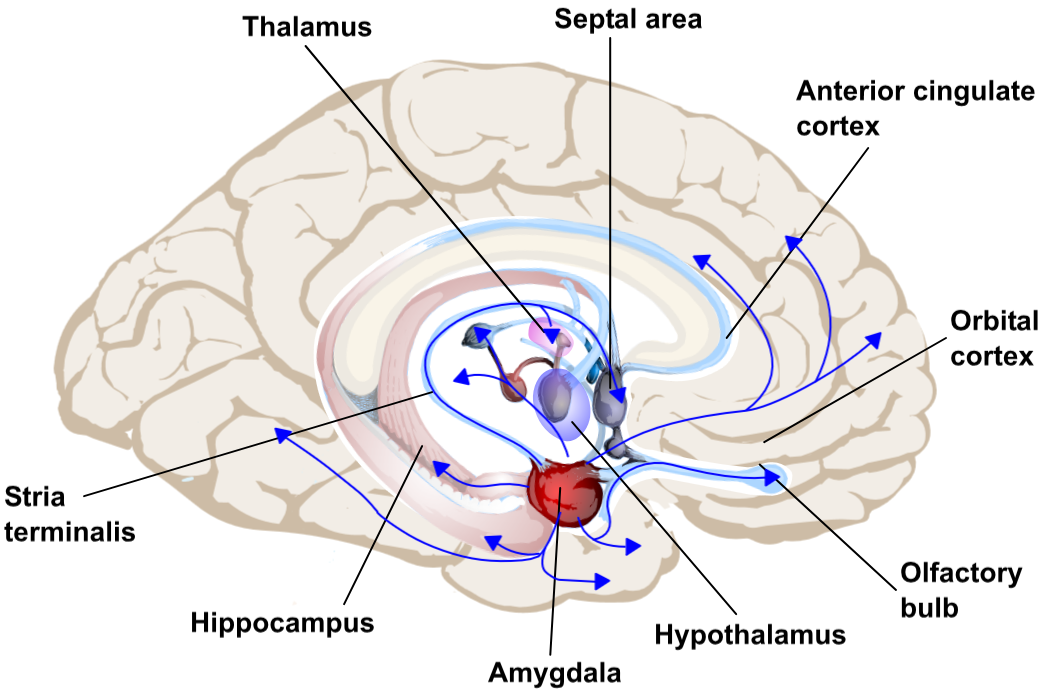 Thalamus
Septal area
Anterior cingulate
cortex
Orbital
cortex
Stria
terminalis
Olfactory
bulb
Hippocampus
Hypothalamus
Amygdala